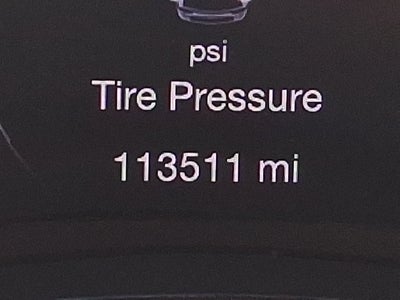 psi
Tire Pressure
113511 mi